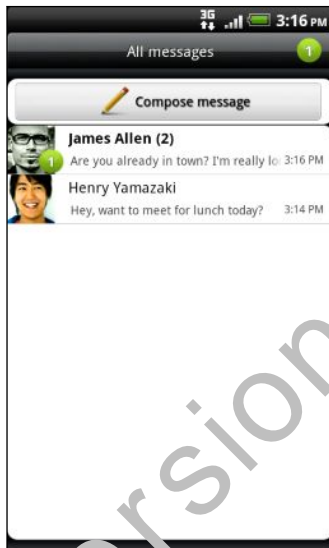 3G 3:16 PM
All messages 1
Compose message
James Allen (2)
1 Are you already in town? I'm really lo 3:16 PM
Henry Yamazaki
Hey, want to meet for lunch today? 3:14 PM
ersion